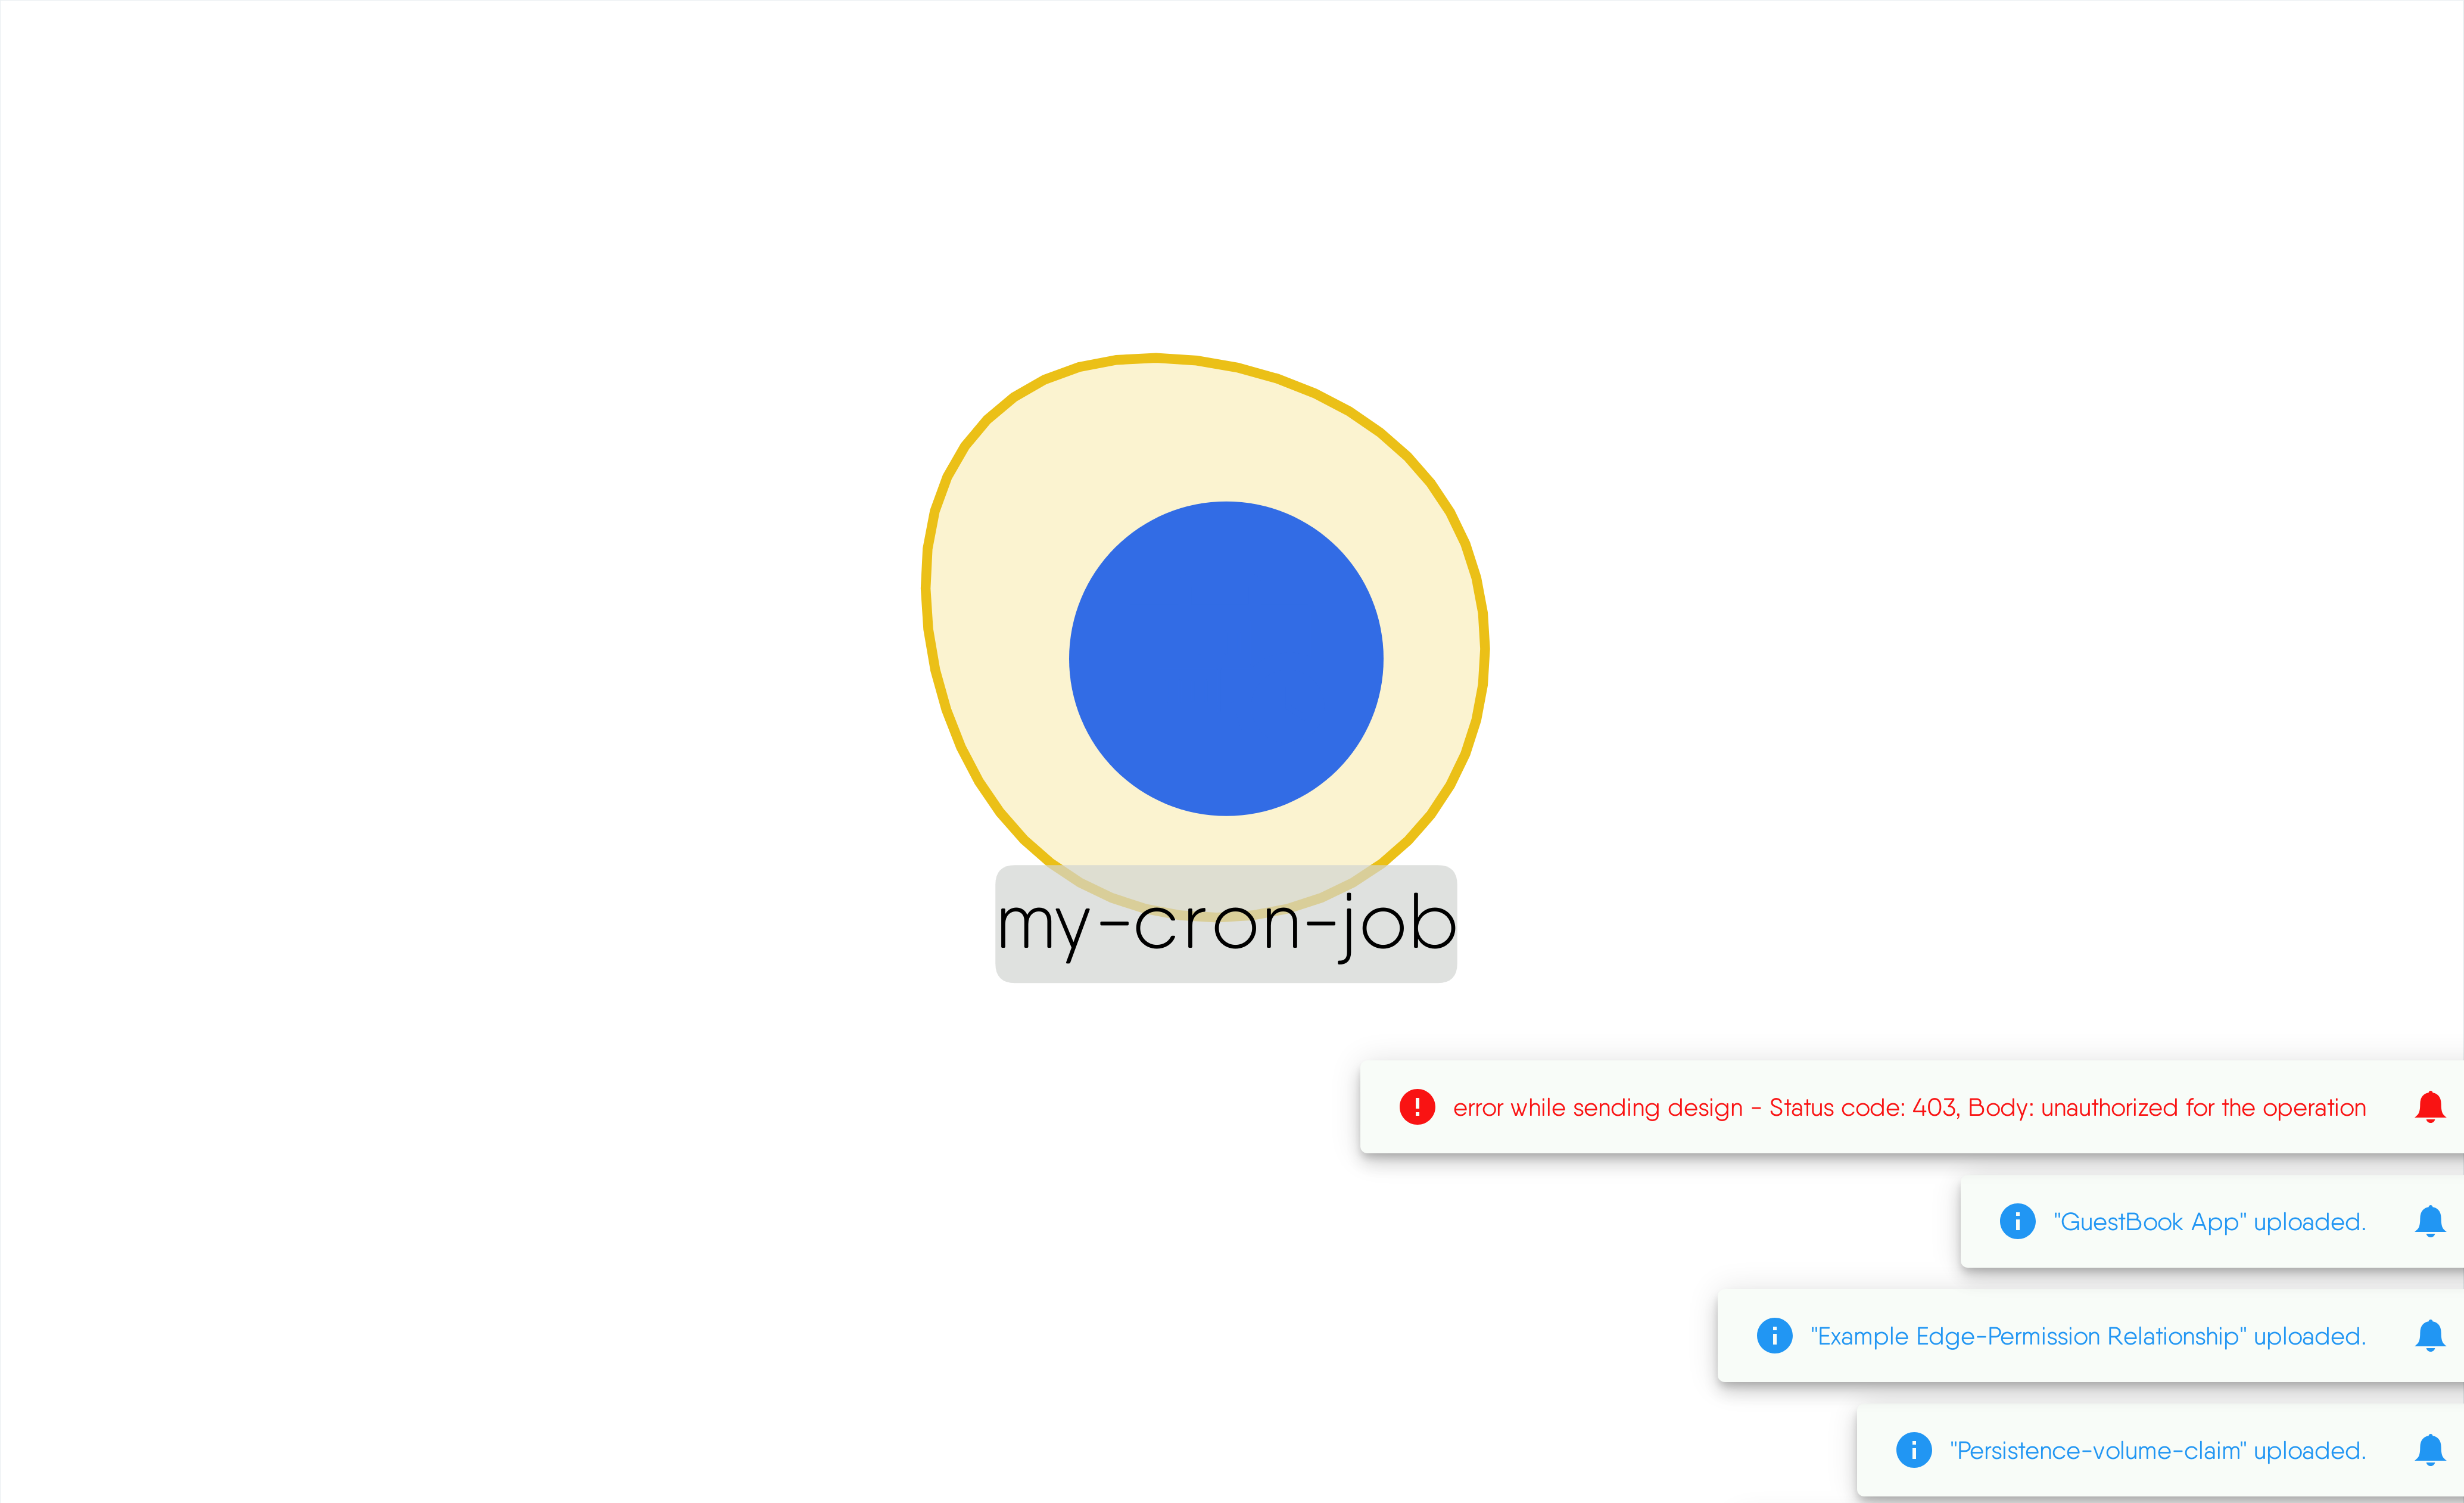 my-cron-job
error while sending design - Status code: 403, Body: unauthorized for the operation
"GuestBook App" uploaded.
"Example Edge-Permission Relationship" uploaded.
"Persistence-volume-claim" uploaded.